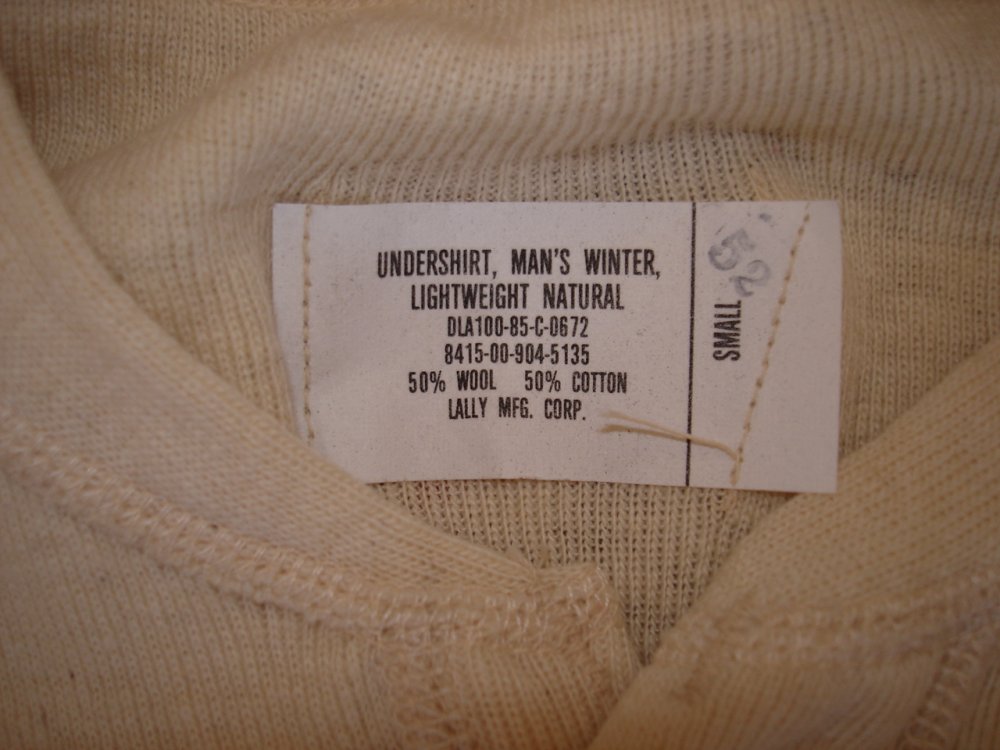 UNDERSHIRT, MAN'S WINTER,
LIGHTWEIGHT NATURAL
DLA100-85-C-0672
8415-00-904-5135
50% WOOL 50% COTTON
LALLY MFG. CORP.
SMALL
52